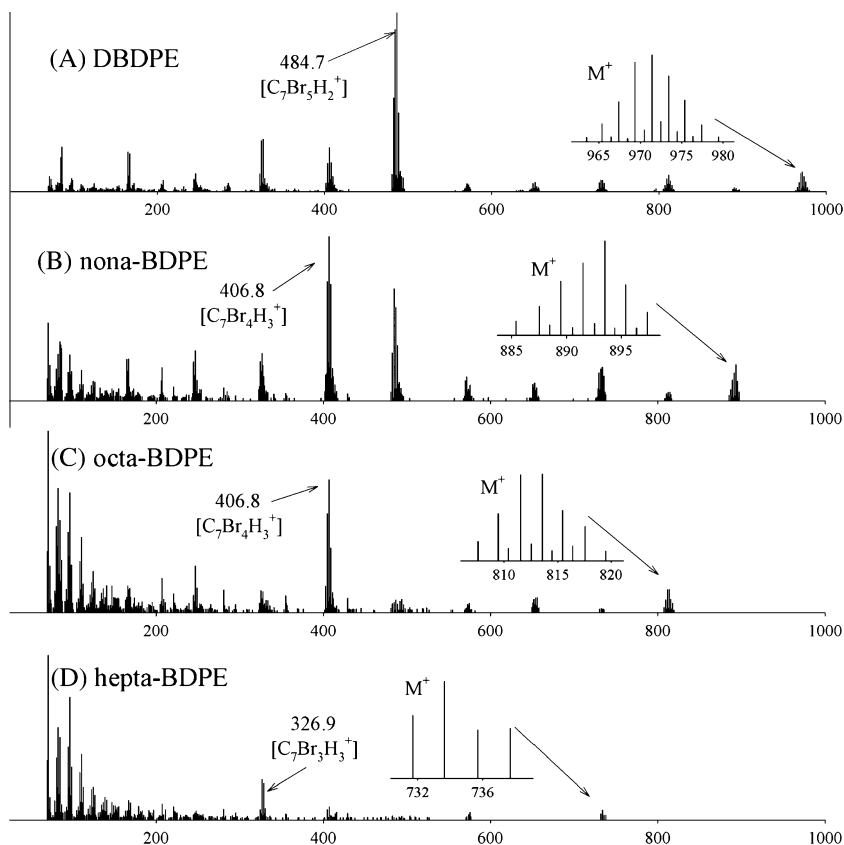 (A) DBDPE
484.7
[C₇Br₅H₂⁺]
M⁺
965 970 975 980
200 400 600 800 1000
(B) nona-BDPE
406.8
[C₇Br₄H₃⁺]
M⁺
885 890 895
200 400 600 800 1000
(C) octa-BDPE
406.8
[C₇Br₄H₃⁺]
M⁺
810 815 820
200 400 600 800 1000
(D) hepta-BDPE
326.9
[C₇Br₃H₃⁺]
M⁺
732 736
200 400 600 800 1000